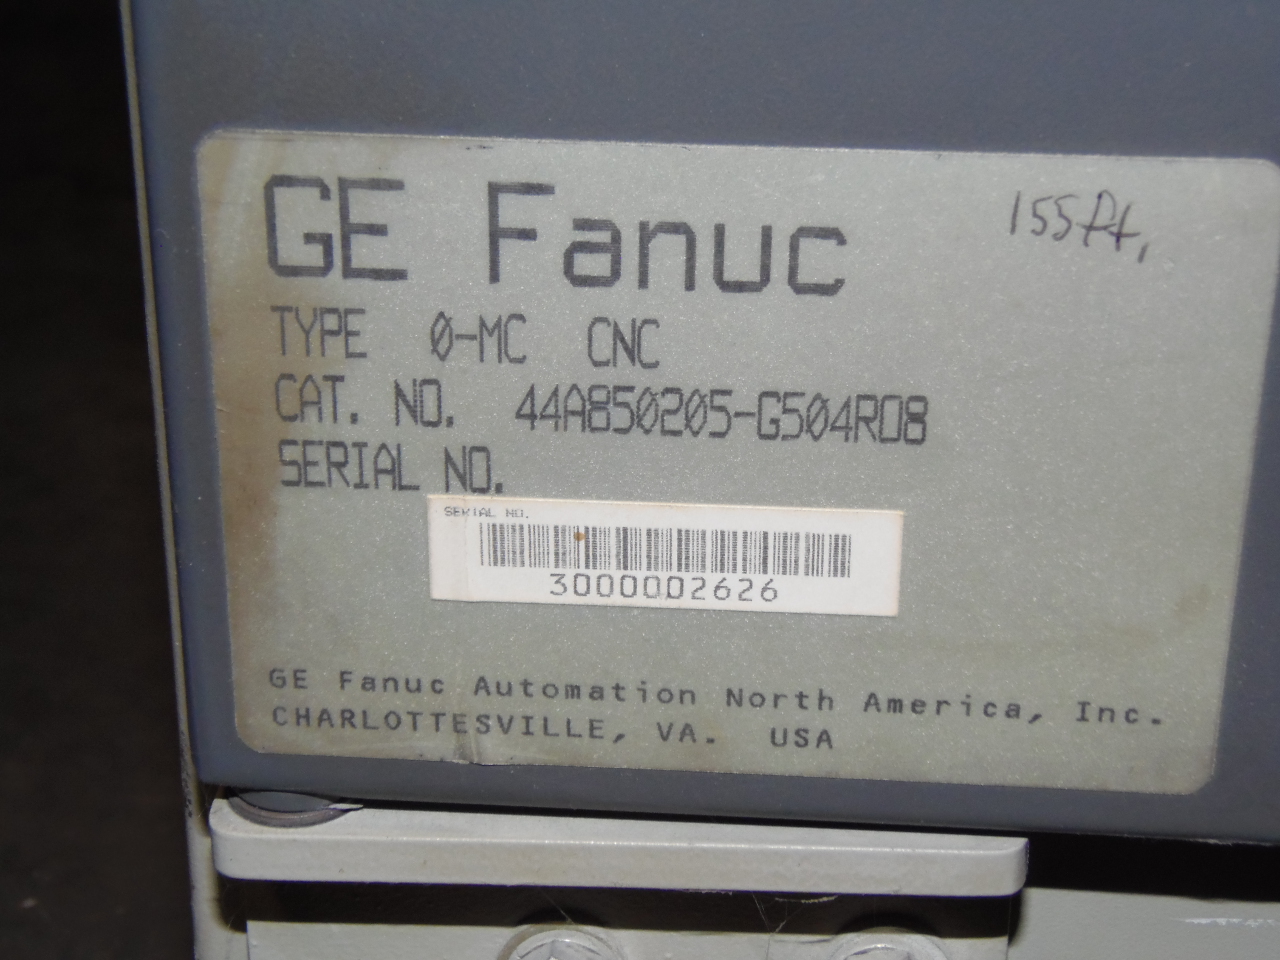 GE Fanuc
155ft.
TYPE 0-MC CNC
CAT. NO. 44A850205-G504R08
SERIAL NO.
SERIAL NO.
3000002626
GE Fanuc Automation North America, Inc.
CHARLOTTESVILLE, VA. USA